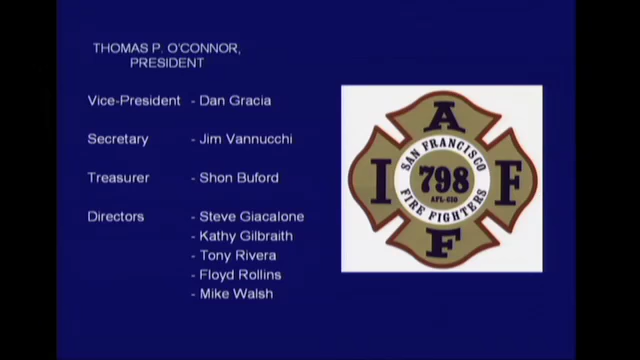 THOMAS P. O'CONNOR,
PRESIDENT
Vice-President - Dan Gracia
Secretary - Jim Vannucchi
Treasurer - Shon Buford
Directors - Steve Giacalone
- Kathy Gilbraith
- Tony Rivera
- Floyd Rollins
- Mike Walsh
A
SAN FRANCISCO
I 798 F
AFL-CIO
FIRE FIGHTERS
F